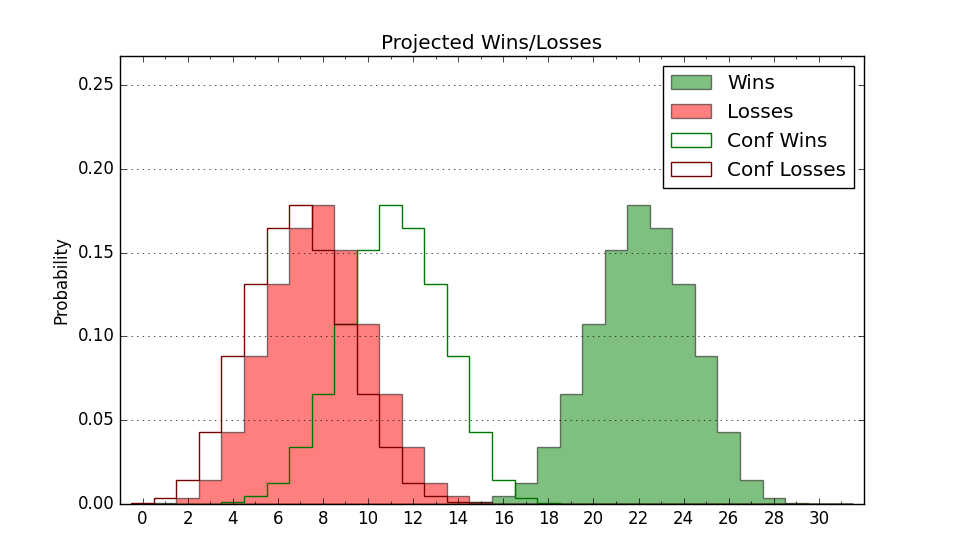 Projected Wins/Losses
Wins
Losses
Conf Wins
Conf Losses
Probability
0.25
0.20
0.15
0.10
0.05
0.00
0 2 4 6 8 10 12 14 16 18 20 22 24 26 28 30